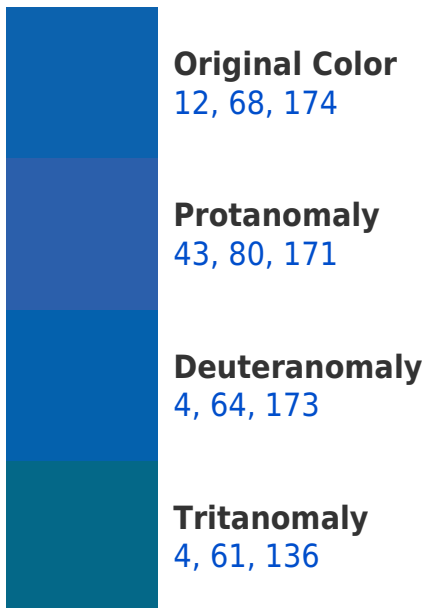 Original Color
12, 68, 174
Protanomaly
43, 80, 171
Deuteranomaly
4, 64, 173
Tritanomaly
4, 61, 136